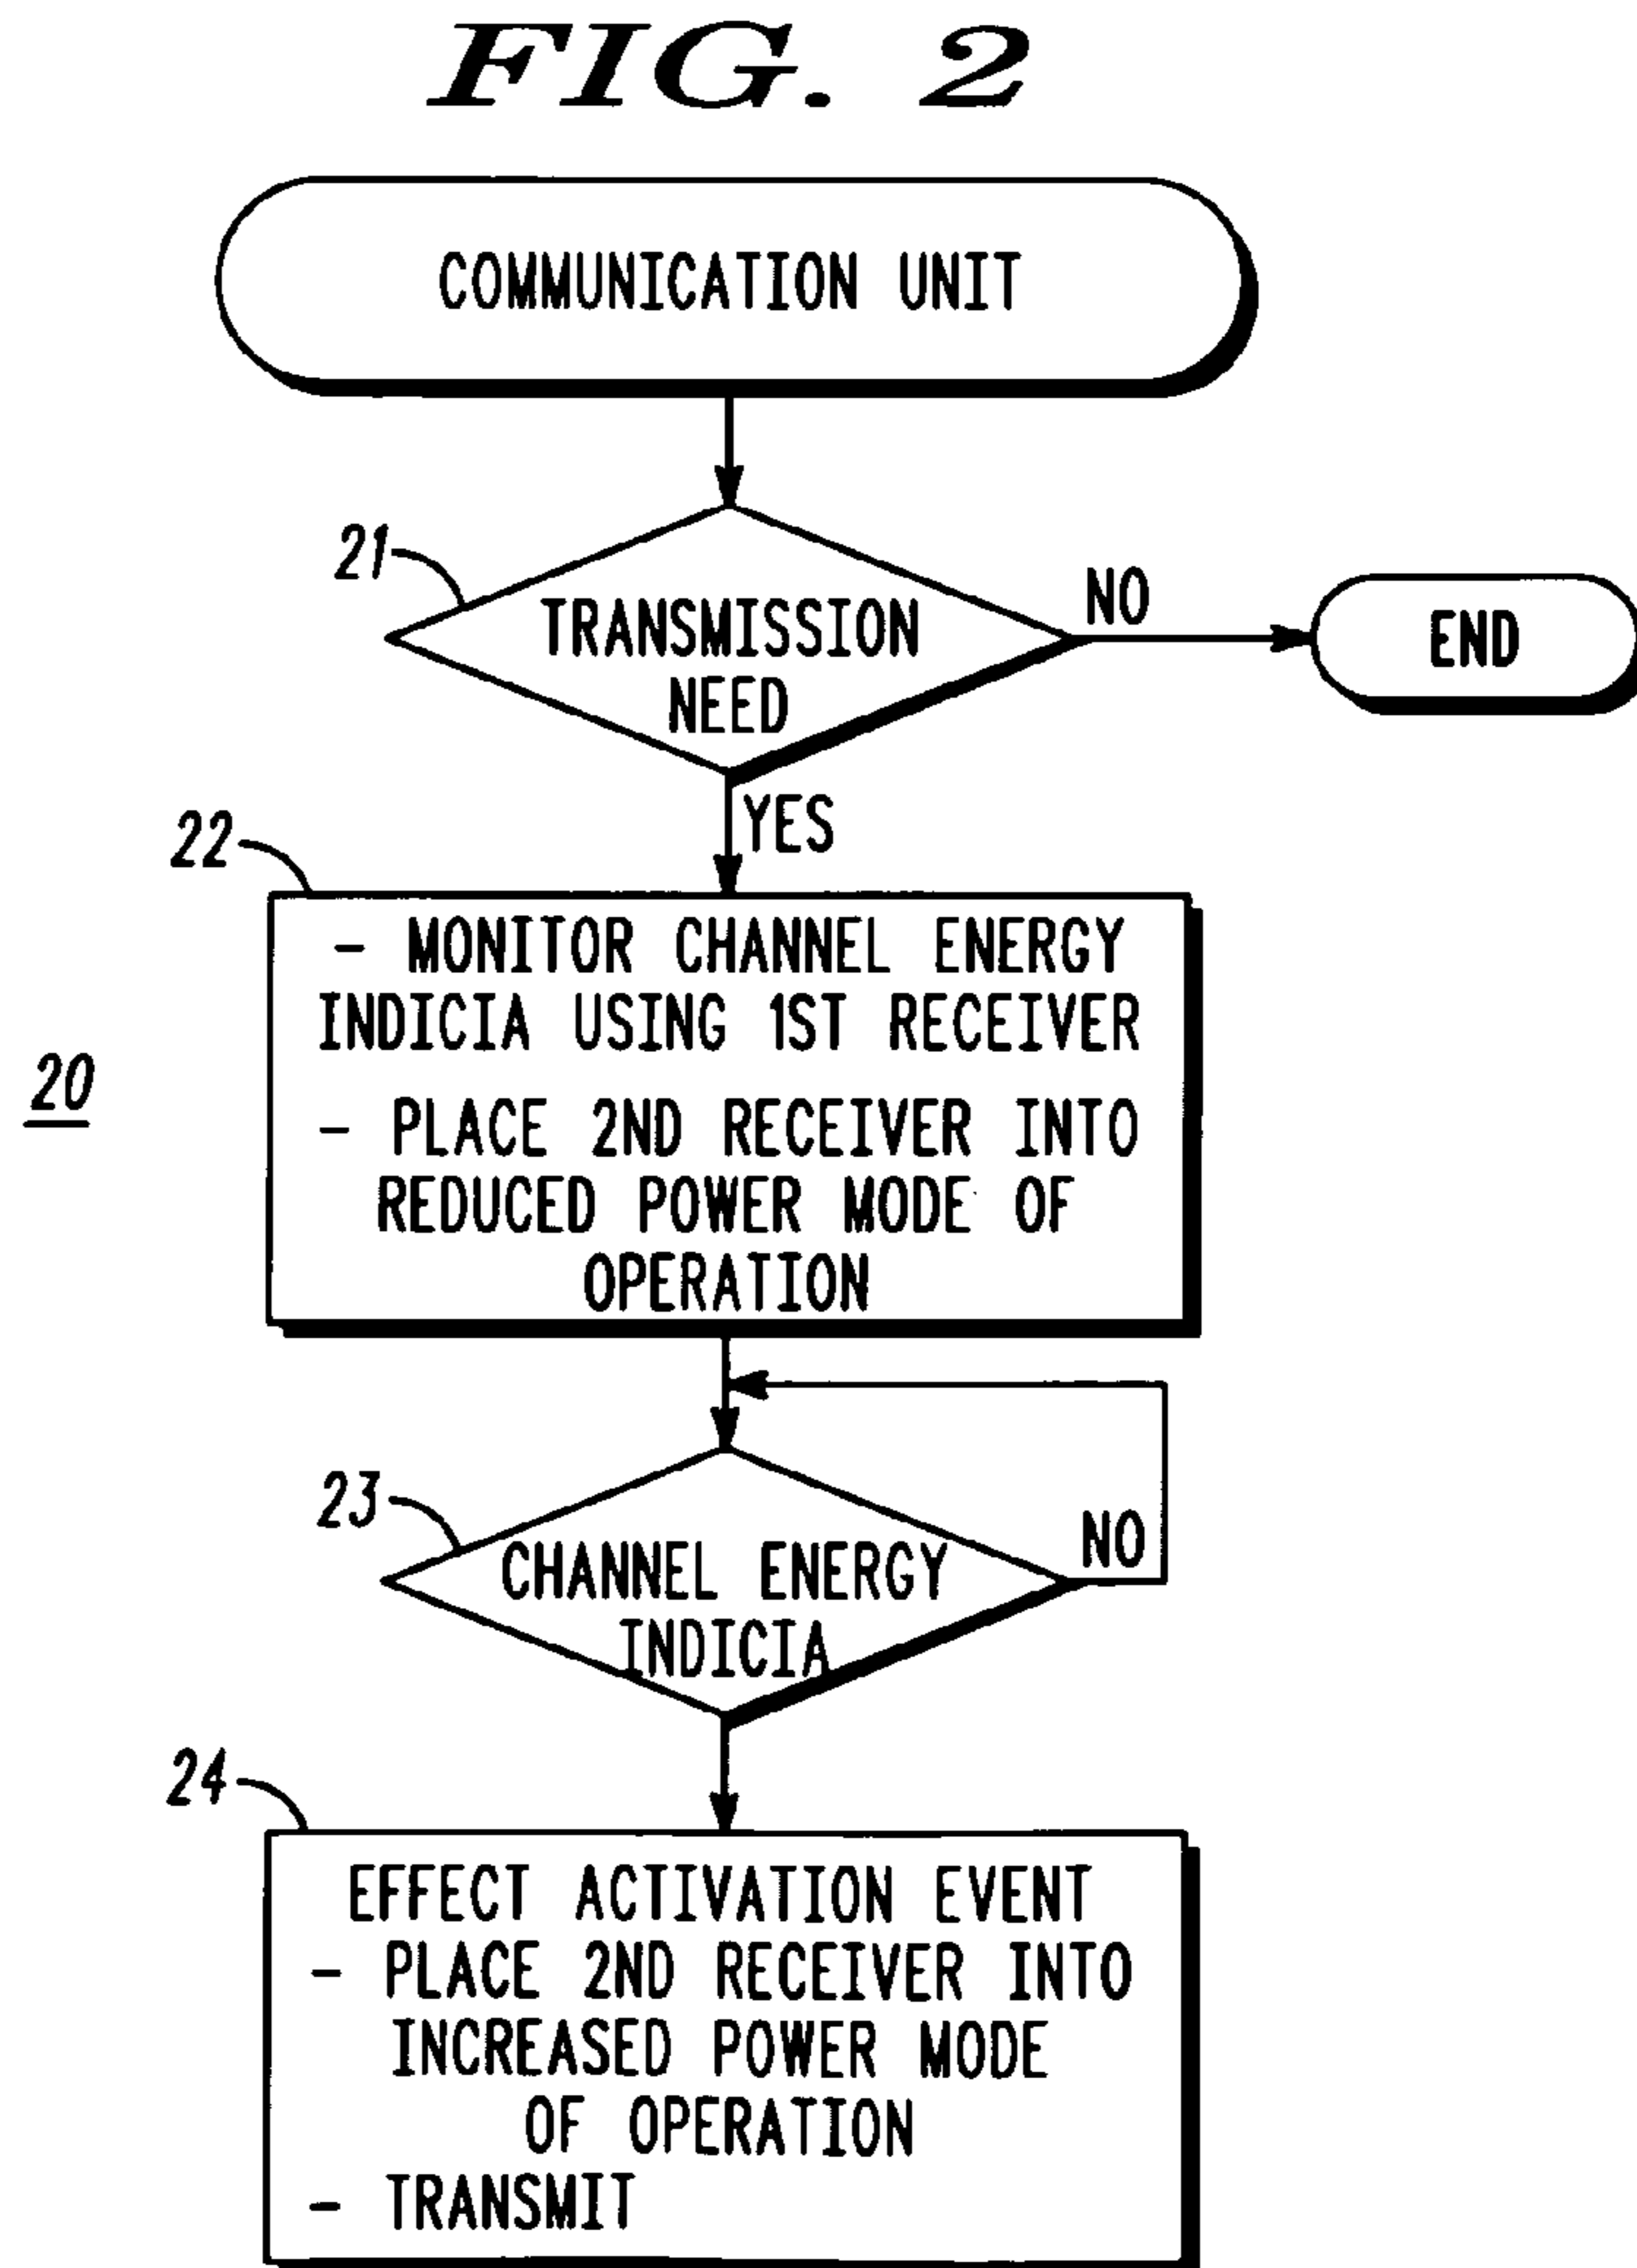 FIG. 2
COMMUNICATION UNIT
21
TRANSMISSION
NEED
NO
END
YES
22
- MONITOR CHANNEL ENERGY
INDICIA USING 1ST RECEIVER
- PLACE 2ND RECEIVER INTO
REDUCED POWER MODE OF
OPERATION
20
23
CHANNEL ENERGY
INDICIA
NO
24
EFFECT ACTIVATION EVENT
- PLACE 2ND RECEIVER INTO
INCREASED POWER MODE
OF OPERATION
- TRANSMIT